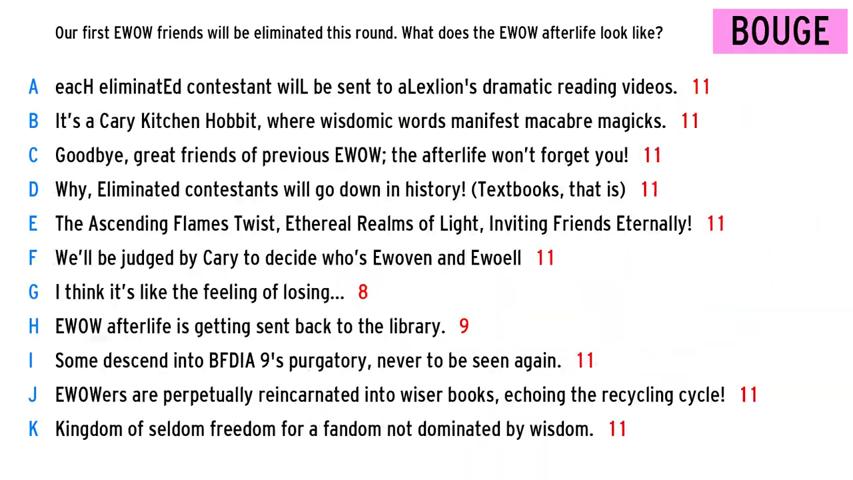 Our first EWOW friends will be eliminated this round. What does the EWOW afterlife look like?
BOUGE
A eacH eliminatEd contestant wilL be sent to aLexlion's dramatic reading videos. 11
B It’s a Cary Kitchen Hobbit, where wisdomic words manifest macabre magicks. 11
C Goodbye, great friends of previous EWOW; the afterlife won’t forget you! 11
D Why, Eliminated contestants will go down in history! (Textbooks, that is) 11
E The Ascending Flames Twist, Ethereal Realms of Light, Inviting Friends Eternally! 11
F We’ll be judged by Cary to decide who’s Ewoven and Ewoell 11
G I think it’s like the feeling of losing... 8
H EWOW afterlife is getting sent back to the library. 9
I Some descend into BFDIA 9's purgatory, never to be seen again. 11
J EWOWers are perpetually reincarnated into wiser books, echoing the recycling cycle! 11
K Kingdom of seldom freedom for a fandom not dominated by wisdom. 11